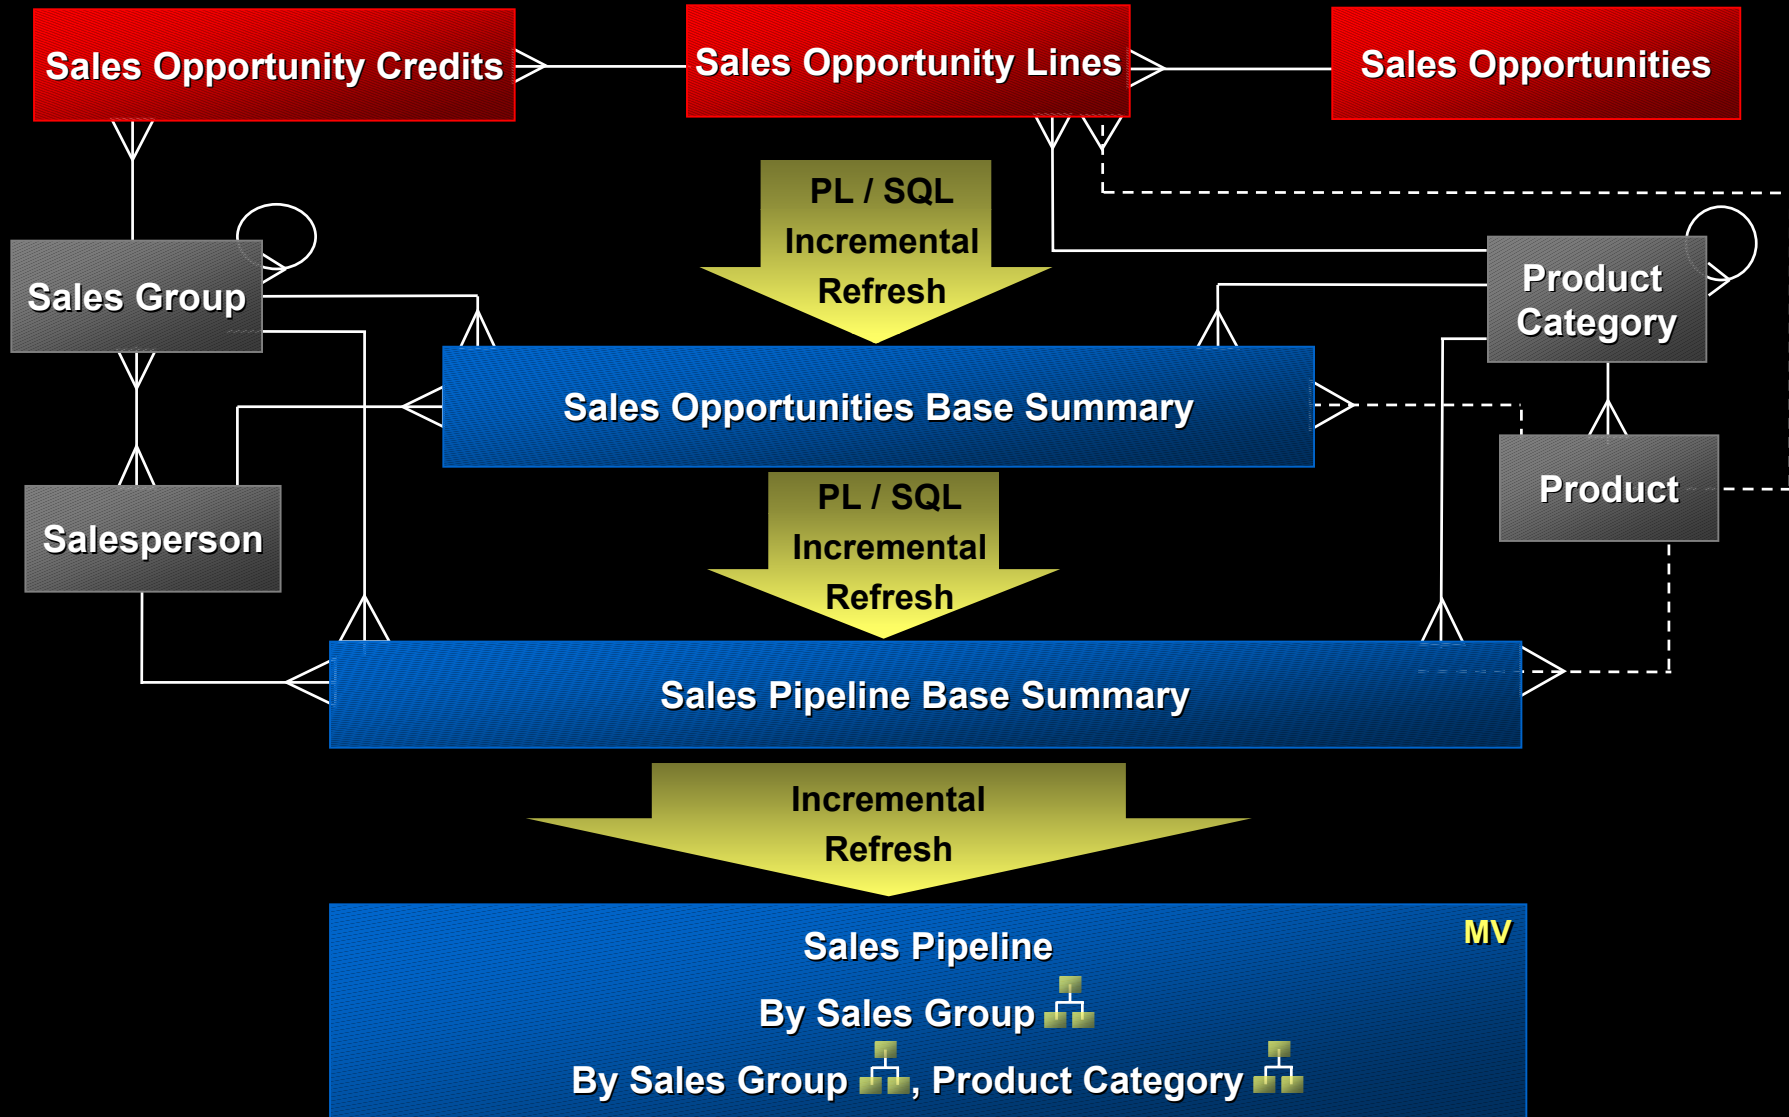 Sales Opportunity Credits
Sales Opportunity Lines
Sales Opportunities
PL / SQL
Incremental
Refresh
Sales Group
Product
Category
Sales Opportunities Base Summary
Product
Salesperson
PL / SQL
Incremental
Refresh
Sales Pipeline Base Summary
Incremental
Refresh
MV
Sales Pipeline
By Sales Group
By Sales Group , Product Category